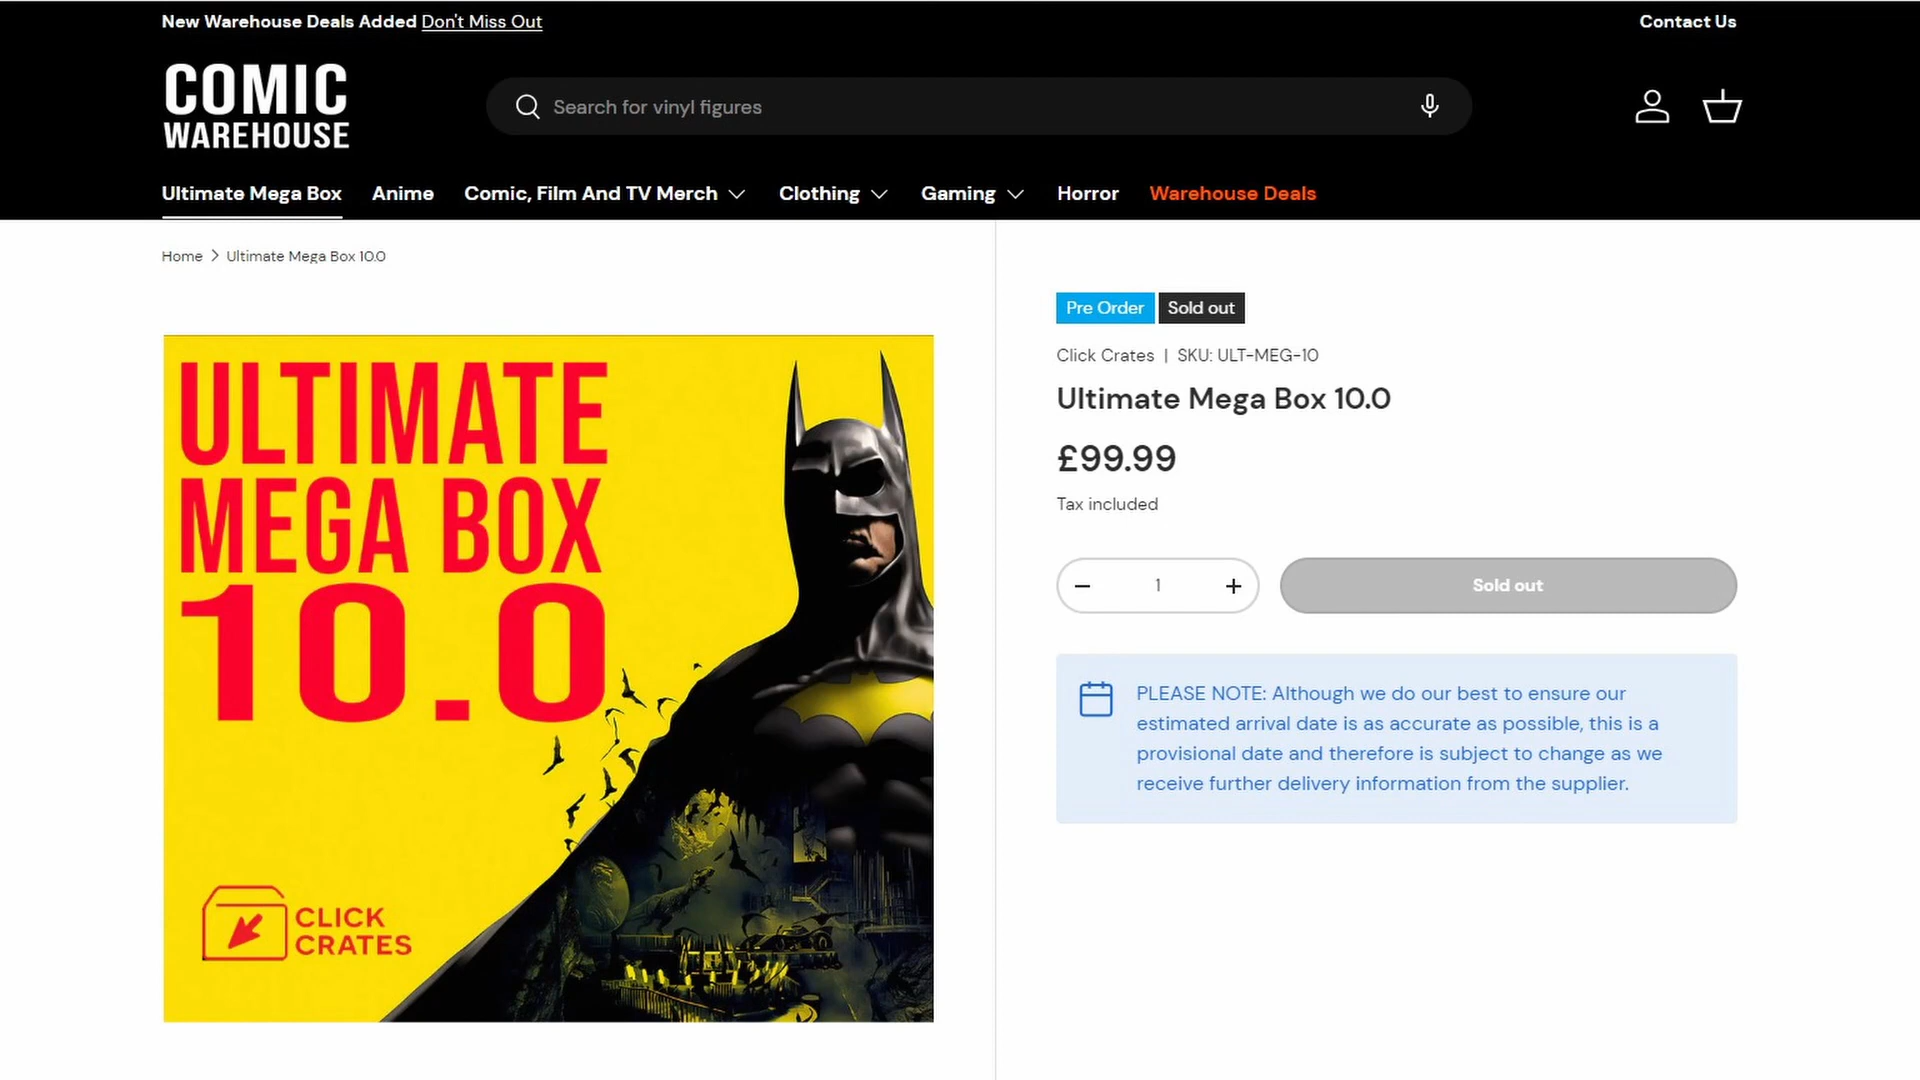 New Warehouse Deals Added Don't Miss Out
Contact Us
COMIC
WAREHOUSE
Search for vinyl figures
Ultimate Mega Box
Anime
Comic, Film And TV Merch
Clothing
Gaming
Horror
Warehouse Deals
Home > Ultimate Mega Box 10.0
ULTIMATE
MEGA BOX
10.0
CLICK
CRATES
Pre Order
Sold out
Click Crates | SKU: ULT-MEG-10
Ultimate Mega Box 10.0
£99.99
Tax included
− 1 +
Sold out
PLEASE NOTE: Although we do our best to ensure our
estimated arrival date is as accurate as possible, this is a
provisional date and therefore is subject to change as we
receive further delivery information from the supplier.